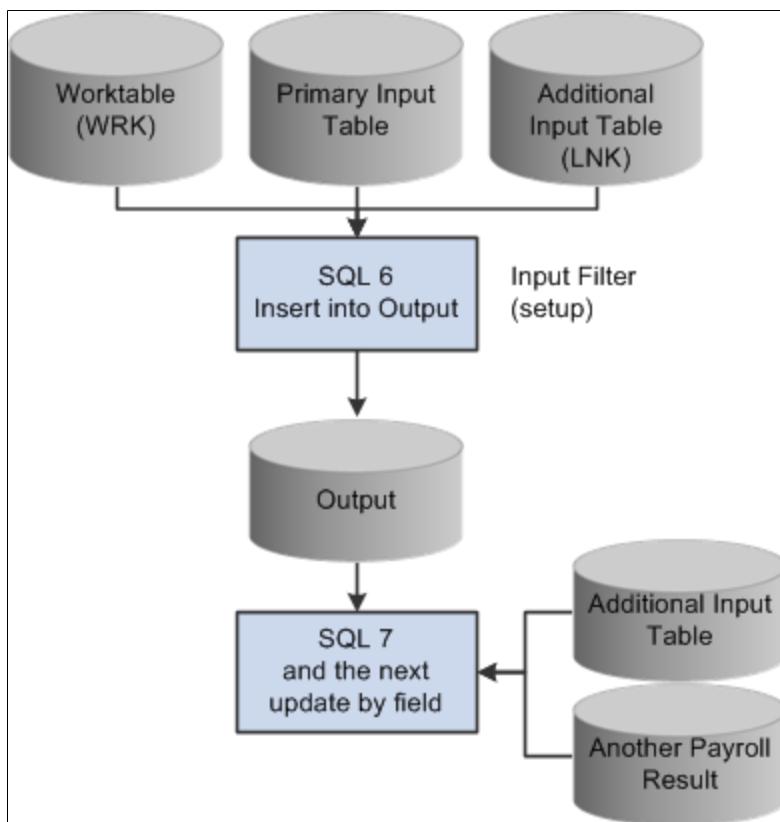 Worktable
(WRK)
Primary Input
Table
Additional
Input Table
(LNK)
SQL 6
Insert into Output
Input Filter
(setup)
Output
SQL 7
and the next
update by field
Additional Input
Table
Another Payroll
Result